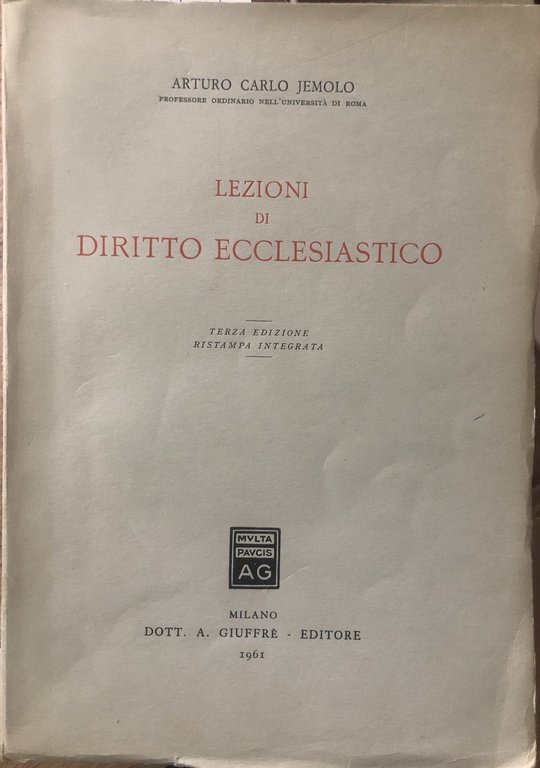 ARTURO CARLO JEMOLO
PROFESSORE ORDINARIO NELL'UNIVERSITÀ DI ROMA
LEZIONI
DI
DIRITTO ECCLESIASTICO
TERZA EDIZIONE
RISTAMPA INTEGRATA
MVLTA
PAVCIS
AG
MILANO
DOTT. A. GIUFFRÈ - EDITORE
1961